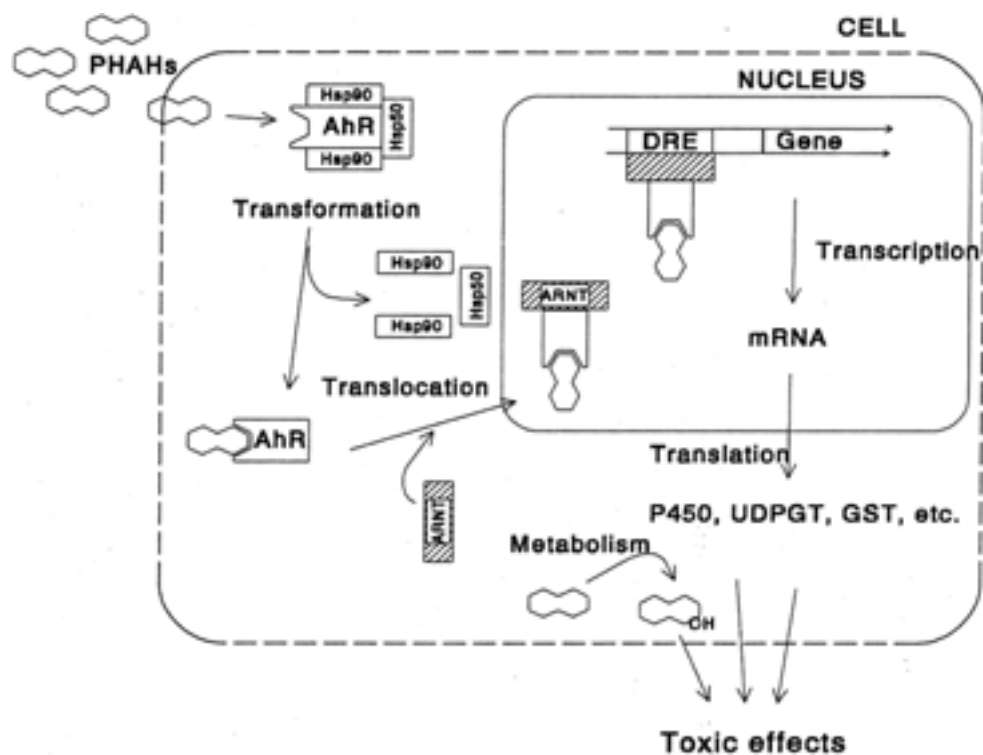 CELL
PHAHs
NUCLEUS
Hsp90
AhR
Hsp50
Hsp90
DRE
Gene
Transformation
Transcription
Hsp90
Hsp50
Hsp90
ARNT
mRNA
Translocation
AhR
ARNT
Translation
P450, UDPGT, GST, etc.
Metabolism
OH
Toxic effects